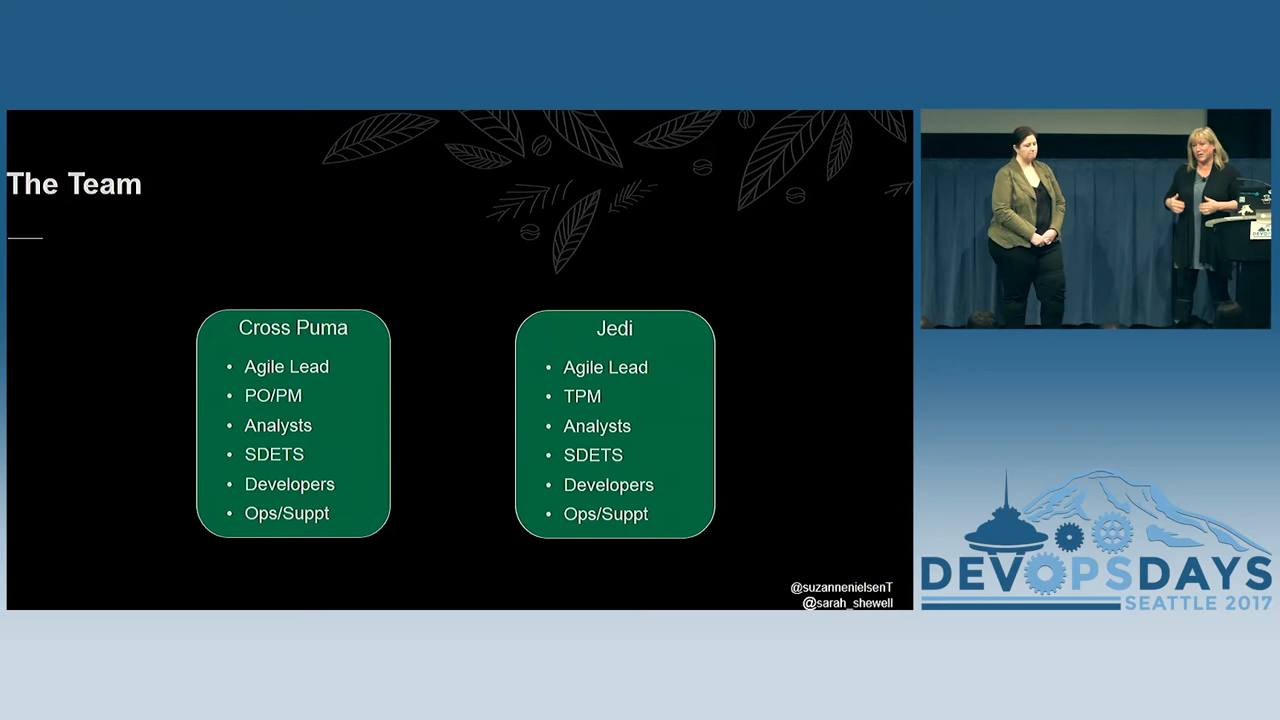 The Team
Cross Puma
• Agile Lead
• PO/PM
• Analysts
• SDETS
• Developers
• Ops/Suppt
Jedi
• Agile Lead
• TPM
• Analysts
• SDETS
• Developers
• Ops/Suppt
@suzannenielsenT
@sarah_shewell
DEVOPSDAYS
SEATTLE 2017